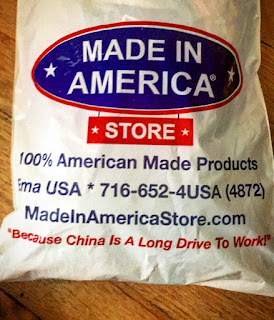 MADE IN
AMERICA®
STORE
100% American Made Products
Elma USA * 716-652-4USA (4872)
MadeInAmericaStore.com
"Because China Is A Long Drive To Work!"